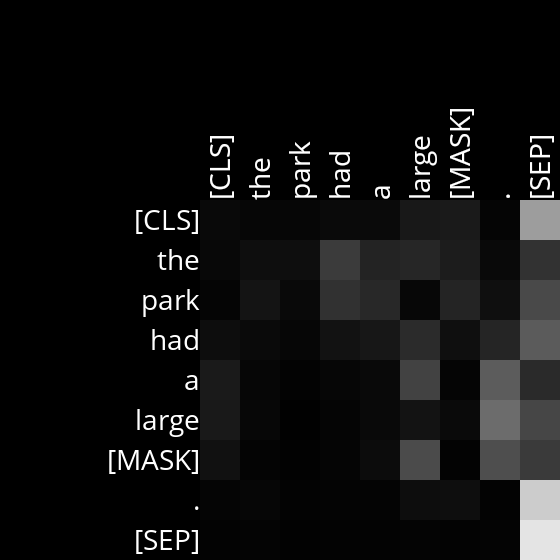 [CLS] the park had a large [MASK] . [SEP]
[CLS]
the
park
had
a
large
[MASK]
.
[SEP]